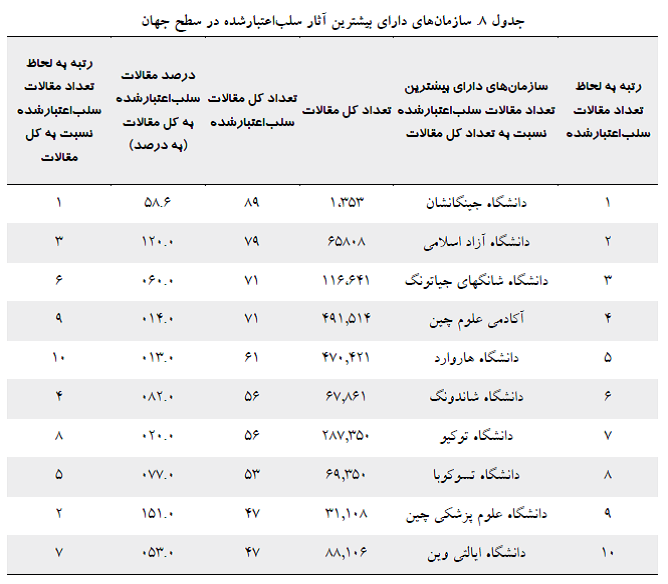 جدول ۸. سازمان‌های دارای بیشترین آثار سلب‌اعتبارشده در سطح جهان
رتبه به لحاظ تعداد مقالات سلب‌اعتبارشده | سازمان‌های دارای بیشترین تعداد مقالات سلب‌اعتبارشده نسبت به تعداد کل مقالات | تعداد کل مقالات | تعداد کل مقالات سلب‌اعتبارشده | درصد مقالات سلب‌اعتبارشده به کل مقالات (به درصد) | رتبه به لحاظ تعداد مقالات سلب‌اعتبارشده نسبت به کل مقالات
۱ دانشگاه جینگانشان ۱،۳۵۳ ۸۹ ۵۸.۶ ۱
۲ دانشگاه آزاد اسلامی ۶۵۸۰۸ ۷۹ ۱۲۰.۰ ۳
۳ دانشگاه شانگهای جیاتونگ ۱۱۶،۶۴۱ ۷۱ ۰۶۰.۰ ۶
۴ آکادمی علوم چین ۴۹۱,۵۱۴ ۷۱ ۰۱۴.۰ ۹
۵ دانشگاه هاروارد ۴۷۰,۴۲۱ ۶۱ ۰۱۳.۰ ۱۰
۶ دانشگاه شاندونگ ۶۷,۸۶۱ ۵۶ ۰۸۲.۰ ۴
۷ دانشگاه توکیو ۲۸۷,۳۵۰ ۵۶ ۰۲۰.۰ ۸
۸ دانشگاه تسوکوبا ۶۹,۳۵۰ ۵۳ ۰۷۷.۰ ۵
۹ دانشگاه علوم پزشکی چین ۳۱,۱۰۸ ۴۷ ۱۵۱.۰ ۲
۱۰ دانشگاه ایالتی وین ۸۸,۱۰۶ ۴۷ ۰۵۳.۰ ۷